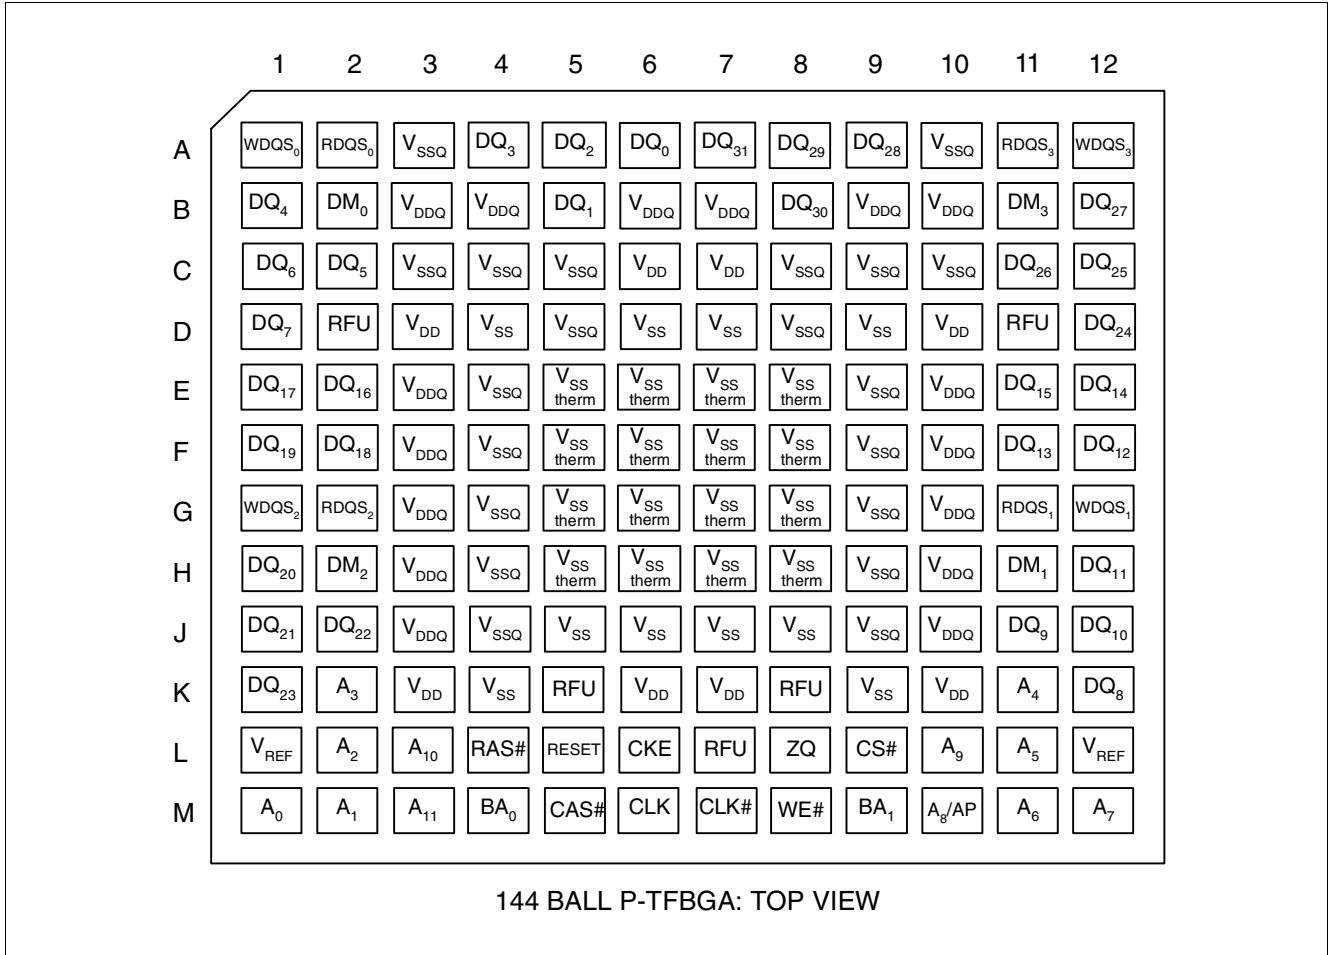 1 2 3 4 5 6 7 8 9 10 11 12
A WDQS0 RDQS0 VSSQ DQ3 DQ2 DQ0 DQ31 DQ29 DQ28 VSSQ RDQS3 WDQS3
B DQ4 DM0 VDDQ VDDQ DQ1 VDDQ VDDQ DQ30 VDDQ VDDQ DM3 DQ27
C DQ6 DQ5 VSSQ VSSQ VSSQ VDD VDD VSSQ VSSQ VSSQ DQ26 DQ25
D DQ7 RFU VDD VSS VSSQ VSS VSS VSSQ VSS VDD RFU DQ24
E DQ17 DQ16 VDDQ VSSQ VSS therm VSS therm VSS therm VSS therm VSSQ VDDQ DQ15 DQ14
F DQ19 DQ18 VDDQ VSSQ VSS therm VSS therm VSS therm VSS therm VSSQ VDDQ DQ13 DQ12
G WDQS2 RDQS2 VDDQ VSSQ VSS therm VSS therm VSS therm VSS therm VSSQ VDDQ RDQS1 WDQS1
H DQ20 DM2 VDDQ VSSQ VSS therm VSS therm VSS therm VSS therm VSSQ VDDQ DM1 DQ11
J DQ21 DQ22 VDDQ VSSQ VSS VSS VSS VSS VSSQ VDDQ DQ9 DQ10
K DQ23 A3 VDD VSS RFU VDD VDD RFU VSS VDD A4 DQ8
L VREF A2 A10 RAS# RESET CKE RFU ZQ CS# A9 A5 VREF
M A0 A1 A11 BA0 CAS# CLK CLK# WE# BA1 A8/AP A6 A7
144 BALL P-TFBGA: TOP VIEW